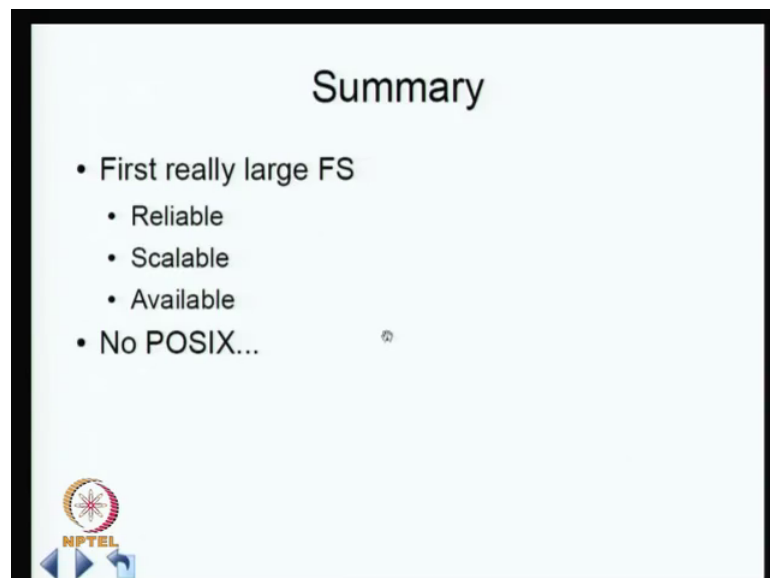 Summary
• First really large FS
• Reliable
• Scalable
• Available
• No POSIX...
NPTEL